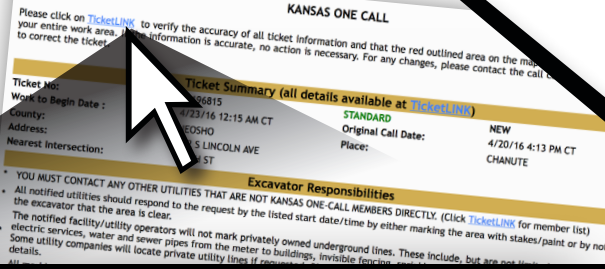 KANSAS ONE CALL
Please click on TicketLINK to verify the accuracy of all ticket information and that the red outlined area on the map
your entire work area. If the information is accurate, no action is necessary. For any changes, please contact the call
to correct the ticket.
Ticket Summary (all details available at TicketLINK)
Ticket No: 96815 STANDARD NEW
Work to Begin Date : 4/23/16 12:15 AM CT Original Call Date: 4/20/16 4:13 PM CT
County: EOSHO Place: CHANUTE
Address: S LINCOLN AVE
Nearest Intersection: ST
Excavator Responsibilities
• YOU MUST CONTACT ANY OTHER UTILITIES THAT ARE NOT KANSAS ONE-CALL MEMBERS DIRECTLY. (Click TicketLINK for member list)
• All notified utilities should respond to the request by the listed start date/time by either marking the area with stakes/paint or by
the excavator that the area is clear.
The notified facility/utility operators will not mark privately owned underground lines. These include, but are not
electric services, water and sewer pipes from the meter to buildings, invisible fencing,
Some utility companies will locate private utility lines if
details.